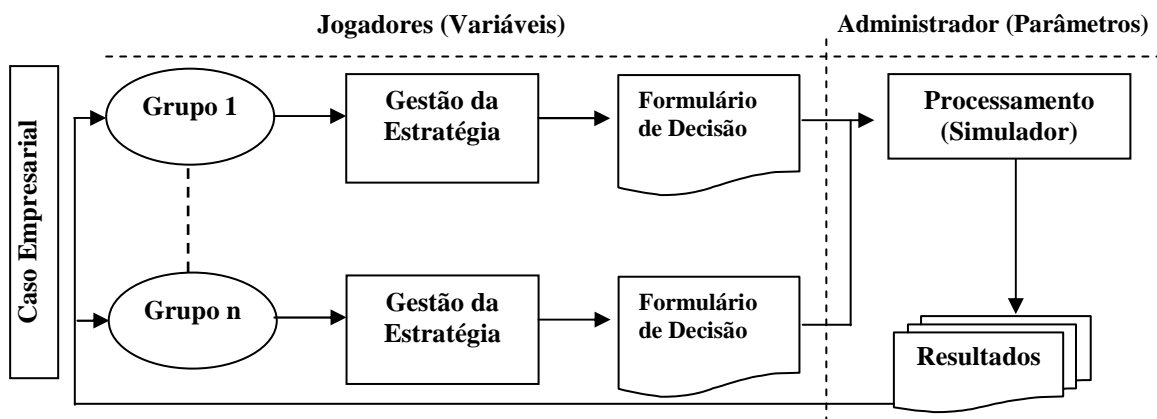 Jogadores (Variáveis)
Administrador (Parâmetros)
Caso Empresarial
Grupo 1
Gestão da
Estratégia
Formulário
de Decisão
Processamento
(Simulador)
Grupo n
Gestão da
Estratégia
Formulário
de Decisão
Resultados